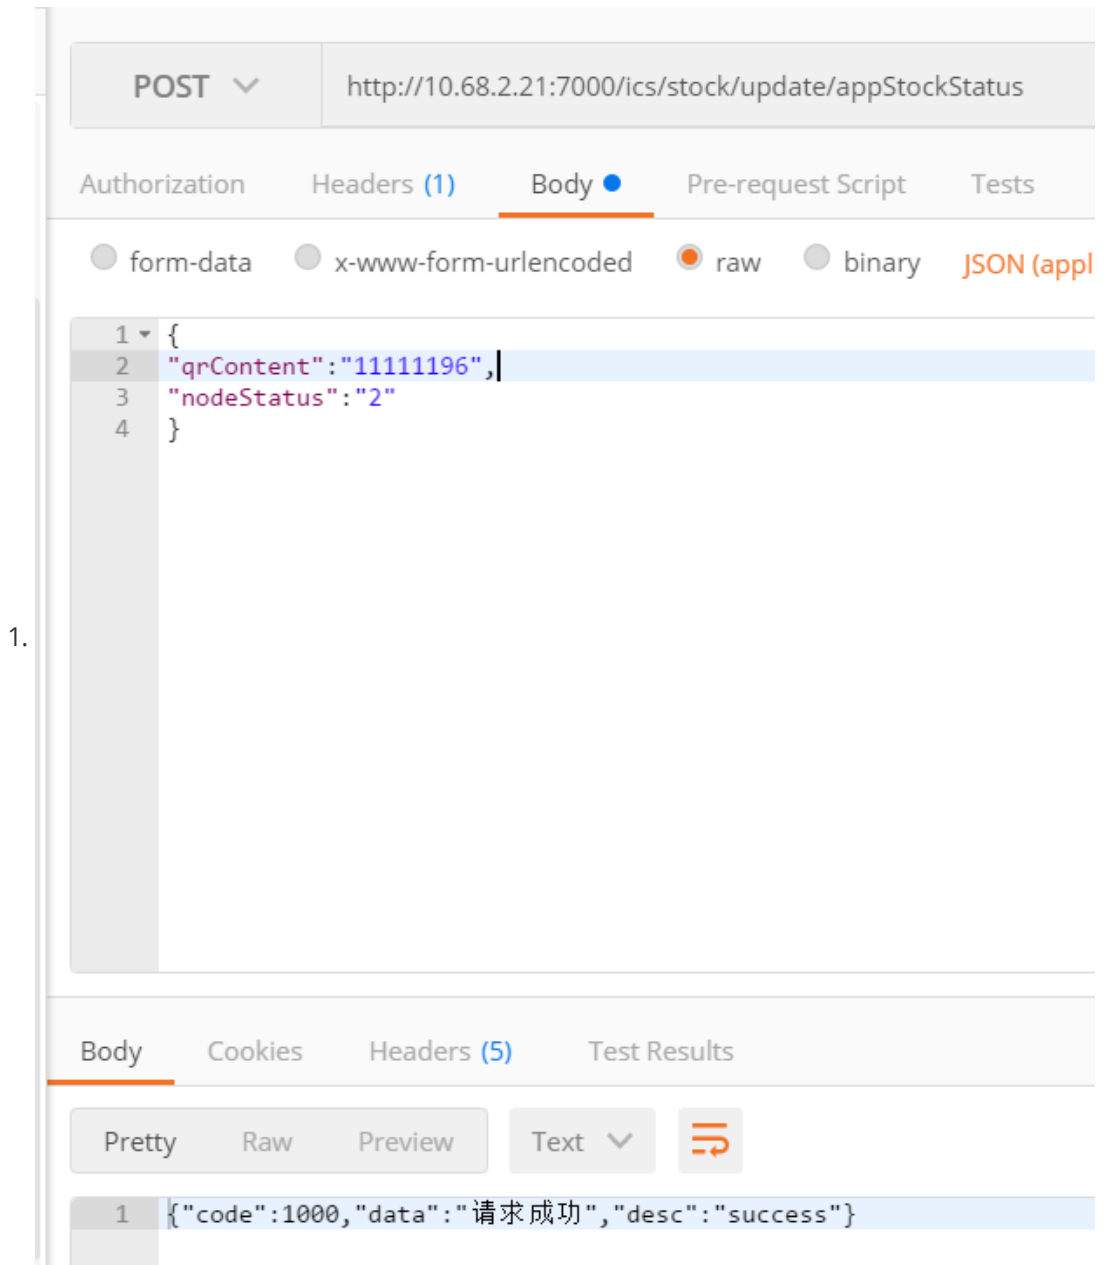 POST
http://10.68.2.21:7000/ics/stock/update/appStockStatus
Authorization Headers (1) Body Pre-request Script Tests
form-data x-www-form-urlencoded raw binary JSON (appl
1 {
2 "qrContent":"11111196",
3 "nodeStatus":"2"
4 }
1.
Body Cookies Headers (5) Test Results
Pretty Raw Preview Text
1 {"code":1000,"data":"请求成功","desc":"success"}